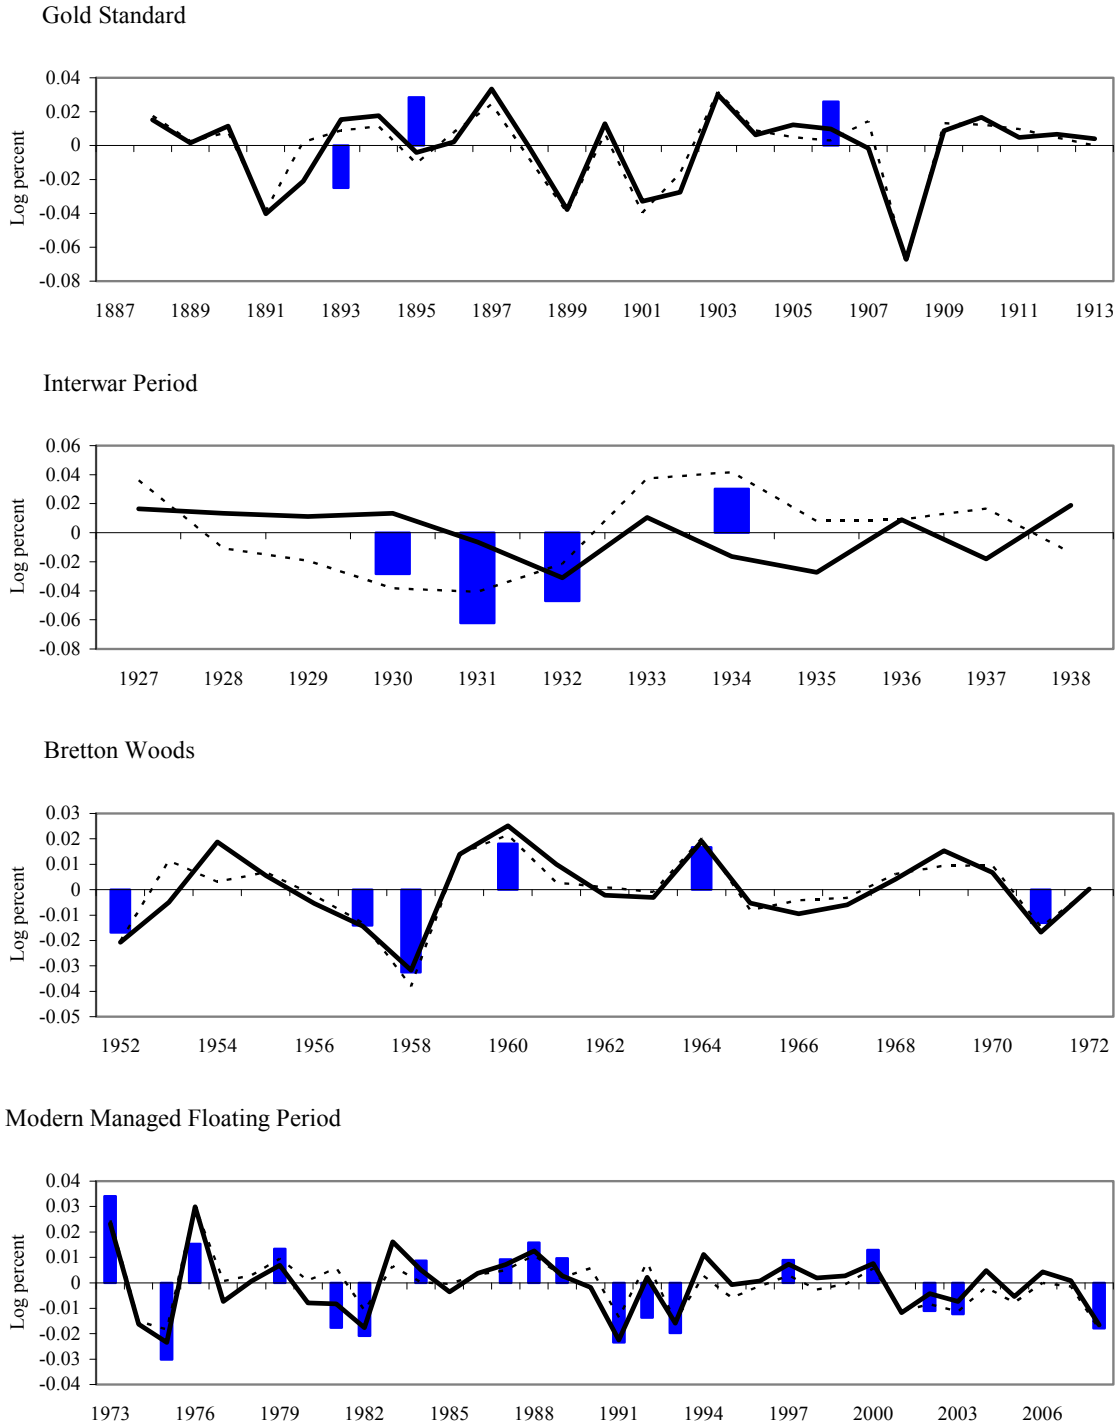 Gold Standard
0.04
0.02
0
-0.02
-0.04
-0.06
-0.08
Log percent
1887 1889 1891 1893 1895 1897 1899 1901 1903 1905 1907 1909 1911 1913
Interwar Period
0.06
0.04
0.02
0
-0.02
-0.04
-0.06
-0.08
Log percent
1927 1928 1929 1930 1931 1932 1933 1934 1935 1936 1937 1938
Bretton Woods
0.03
0.02
0.01
0
-0.01
-0.02
-0.03
-0.04
-0.05
Log percent
1952 1954 1956 1958 1960 1962 1964 1966 1968 1970 1972
Modern Managed Floating Period
0.04
0.03
0.02
0.01
0
-0.01
-0.02
-0.03
-0.04
Log percent
1973 1976 1979 1982 1985 1988 1991 1994 1997 2000 2003 2006